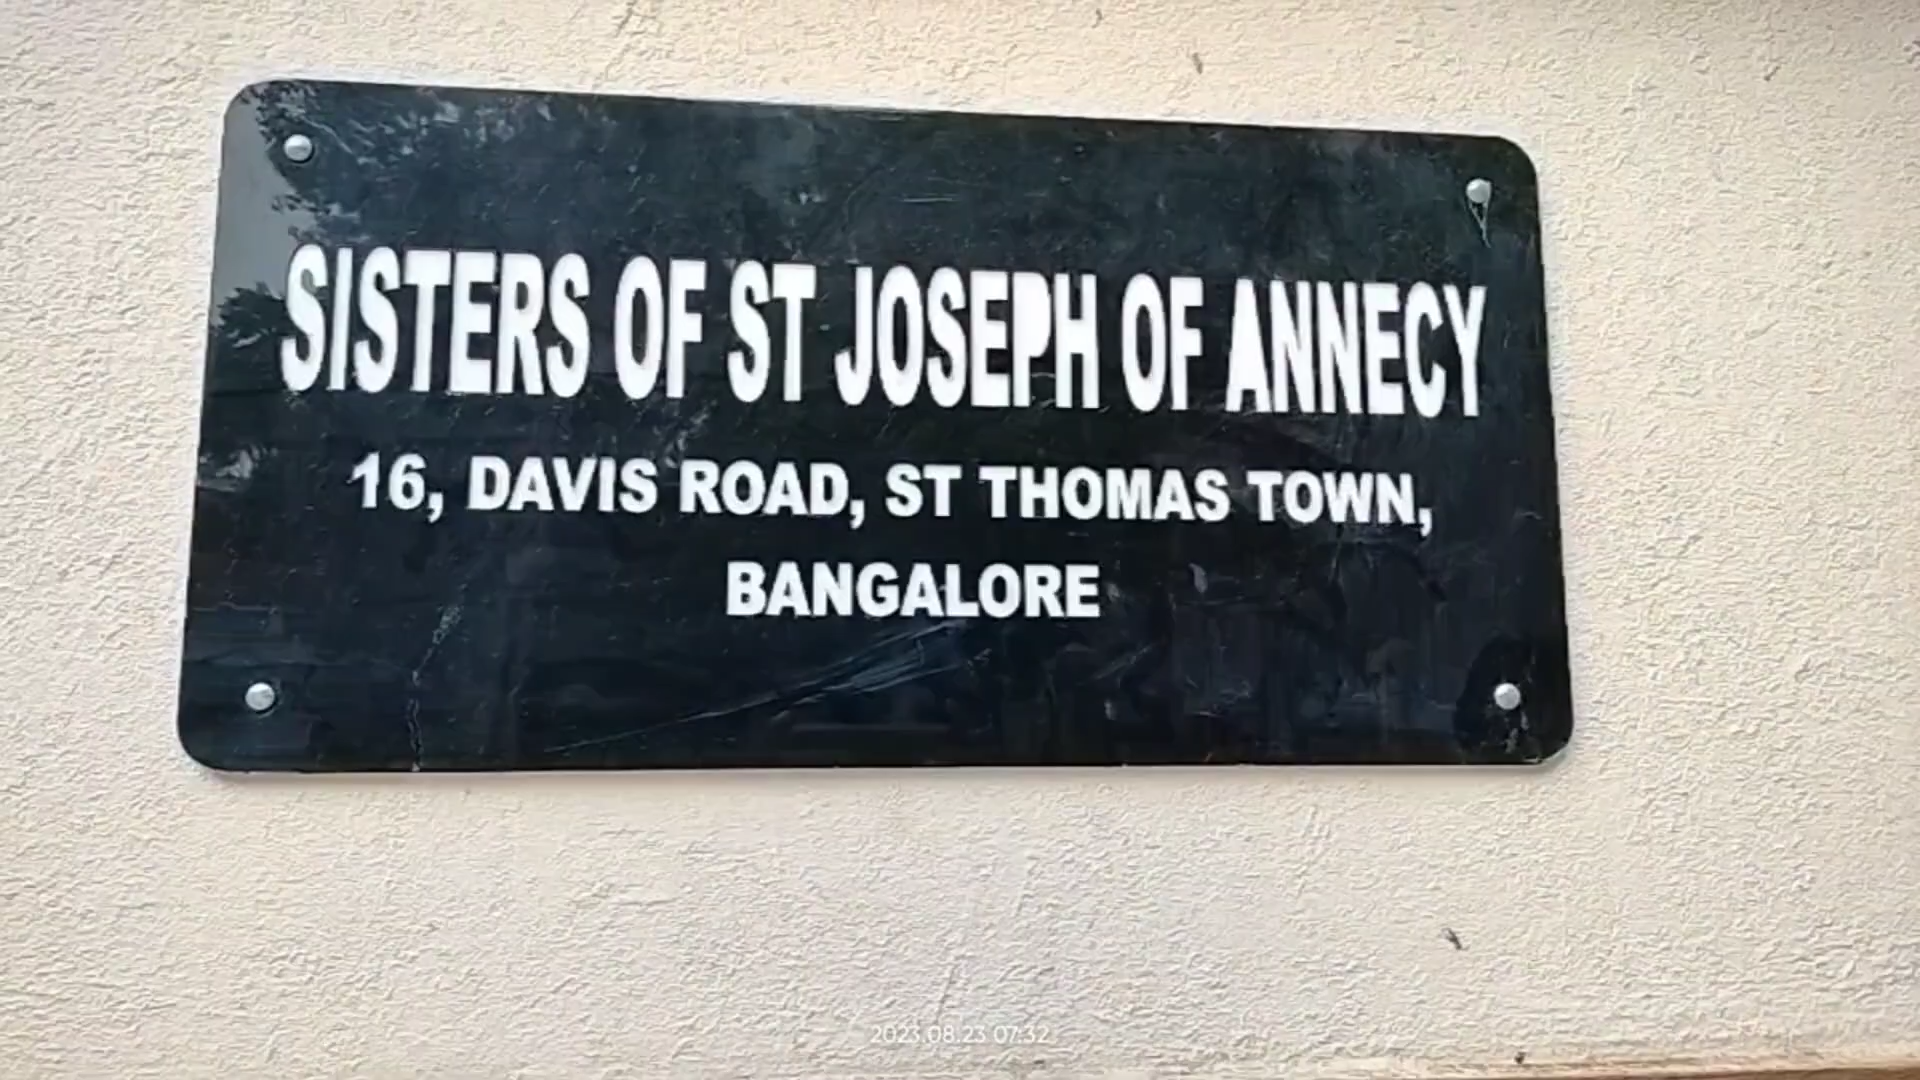 SISTERS OF ST JOSEPH OF ANNECY
16, DAVIS ROAD, ST THOMAS TOWN,
BANGALORE
2023.08.23 07:32